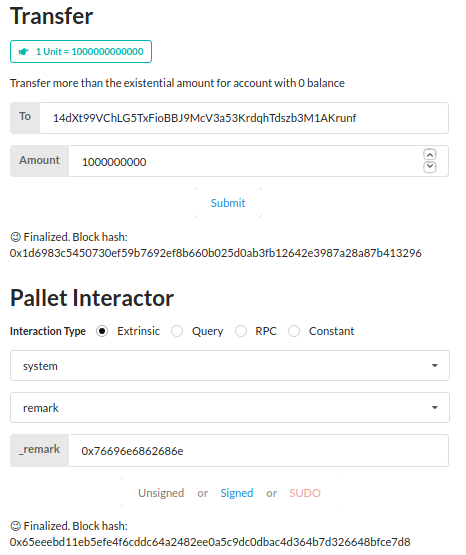 Transfer
1 Unit = 1000000000000
Transfer more than the existential amount for account with 0 balance
To 14dXt99VChLG5TxFioBBJ9McV3a53KrdqhTdszb3M1AKrunf
Amount 1000000000
Submit
😉 Finalized. Block hash:
0x1d6983c5450730ef59b7692ef8b660b025d0ab3fb12642e3987a28a87b413296
Pallet Interactor
Interaction Type Extrinsic Query RPC Constant
system
remark
_remark 0x76696e6862686e
Unsigned or Signed or SUDO
😉 Finalized. Block hash:
0x65eeebd11eb5efe4f6cddc64a2482ee0a5c9dc0dbac4d364b7d326648bfce7d8